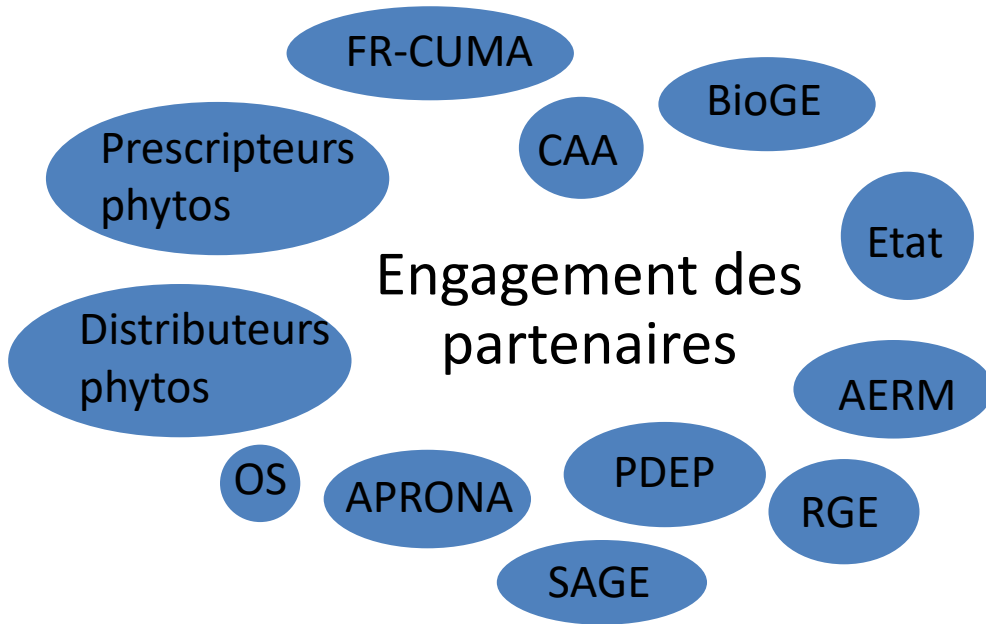 FR-CUMA
BioGE
CAA
Prescripteurs
phytos
Etat
Engagement des
partenaires
Distributeurs
phytos
AERM
PDEP
OS
APRONA
RGE
SAGE